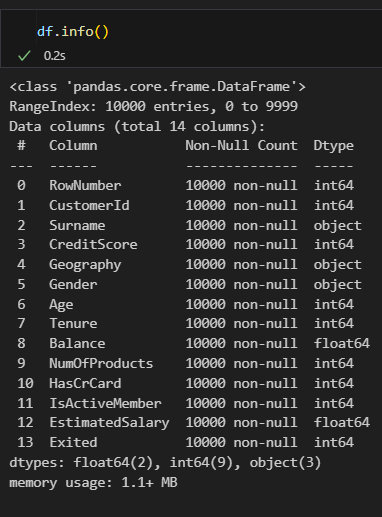 df.info()
✓ 0.2s
<class 'pandas.core.frame.DataFrame'>
RangeIndex: 10000 entries, 0 to 9999
Data columns (total 14 columns):
 #   Column           Non-Null Count  Dtype
---  ------           --------------  -----
 0   RowNumber        10000 non-null  int64
 1   CustomerId       10000 non-null  int64
 2   Surname          10000 non-null  object
 3   CreditScore      10000 non-null  int64
 4   Geography        10000 non-null  object
 5   Gender           10000 non-null  object
 6   Age              10000 non-null  int64
 7   Tenure           10000 non-null  int64
 8   Balance          10000 non-null  float64
 9   NumOfProducts    10000 non-null  int64
 10  HasCrCard        10000 non-null  int64
 11  IsActiveMember   10000 non-null  int64
 12  EstimatedSalary  10000 non-null  float64
 13  Exited           10000 non-null  int64
dtypes: float64(2), int64(9), object(3)
memory usage: 1.1+ MB